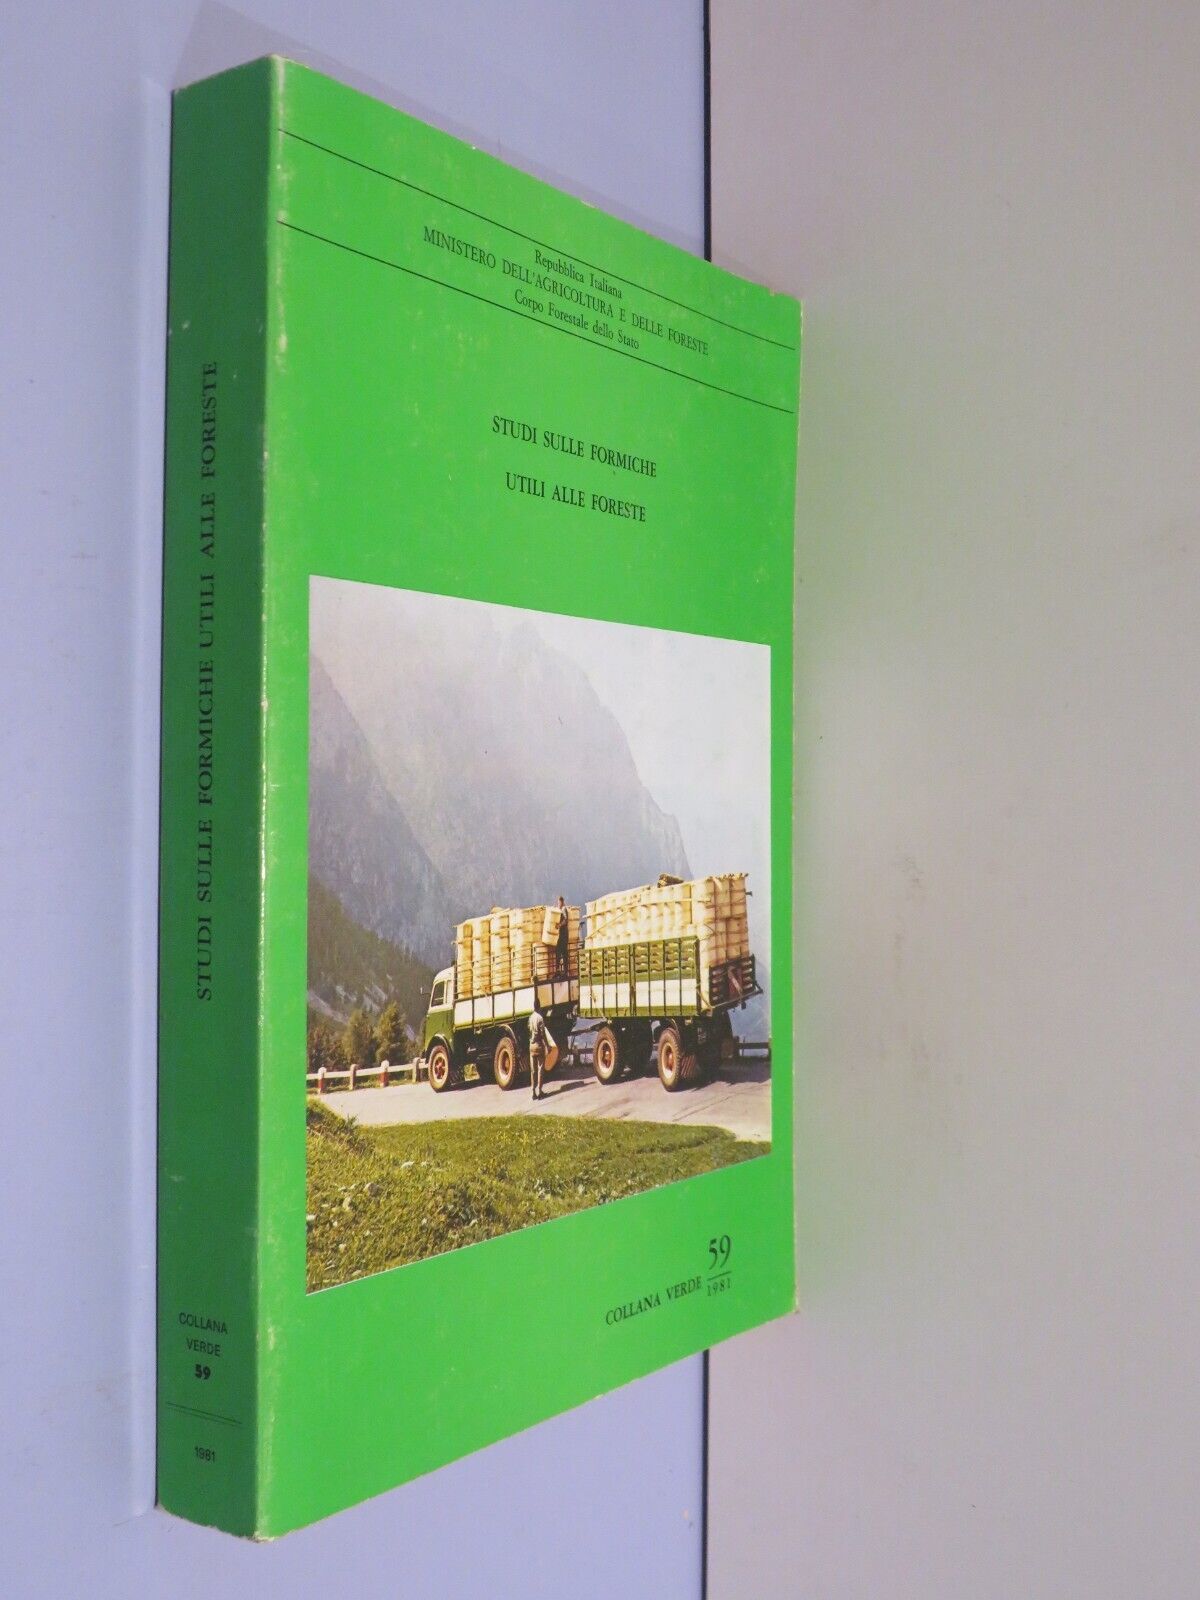 Repubblica Italiana
MINISTERO DELL'AGRICOLTURA E DELLE FORESTE
Corpo Forestale dello Stato
STUDI SULLE FORMICHE
UTILI ALLE FORESTE
COLLANA VERDE 59
1981
STUDI SULLE FORMICHE UTILI ALLE FORESTE
COLLANA
VERDE
59
1981